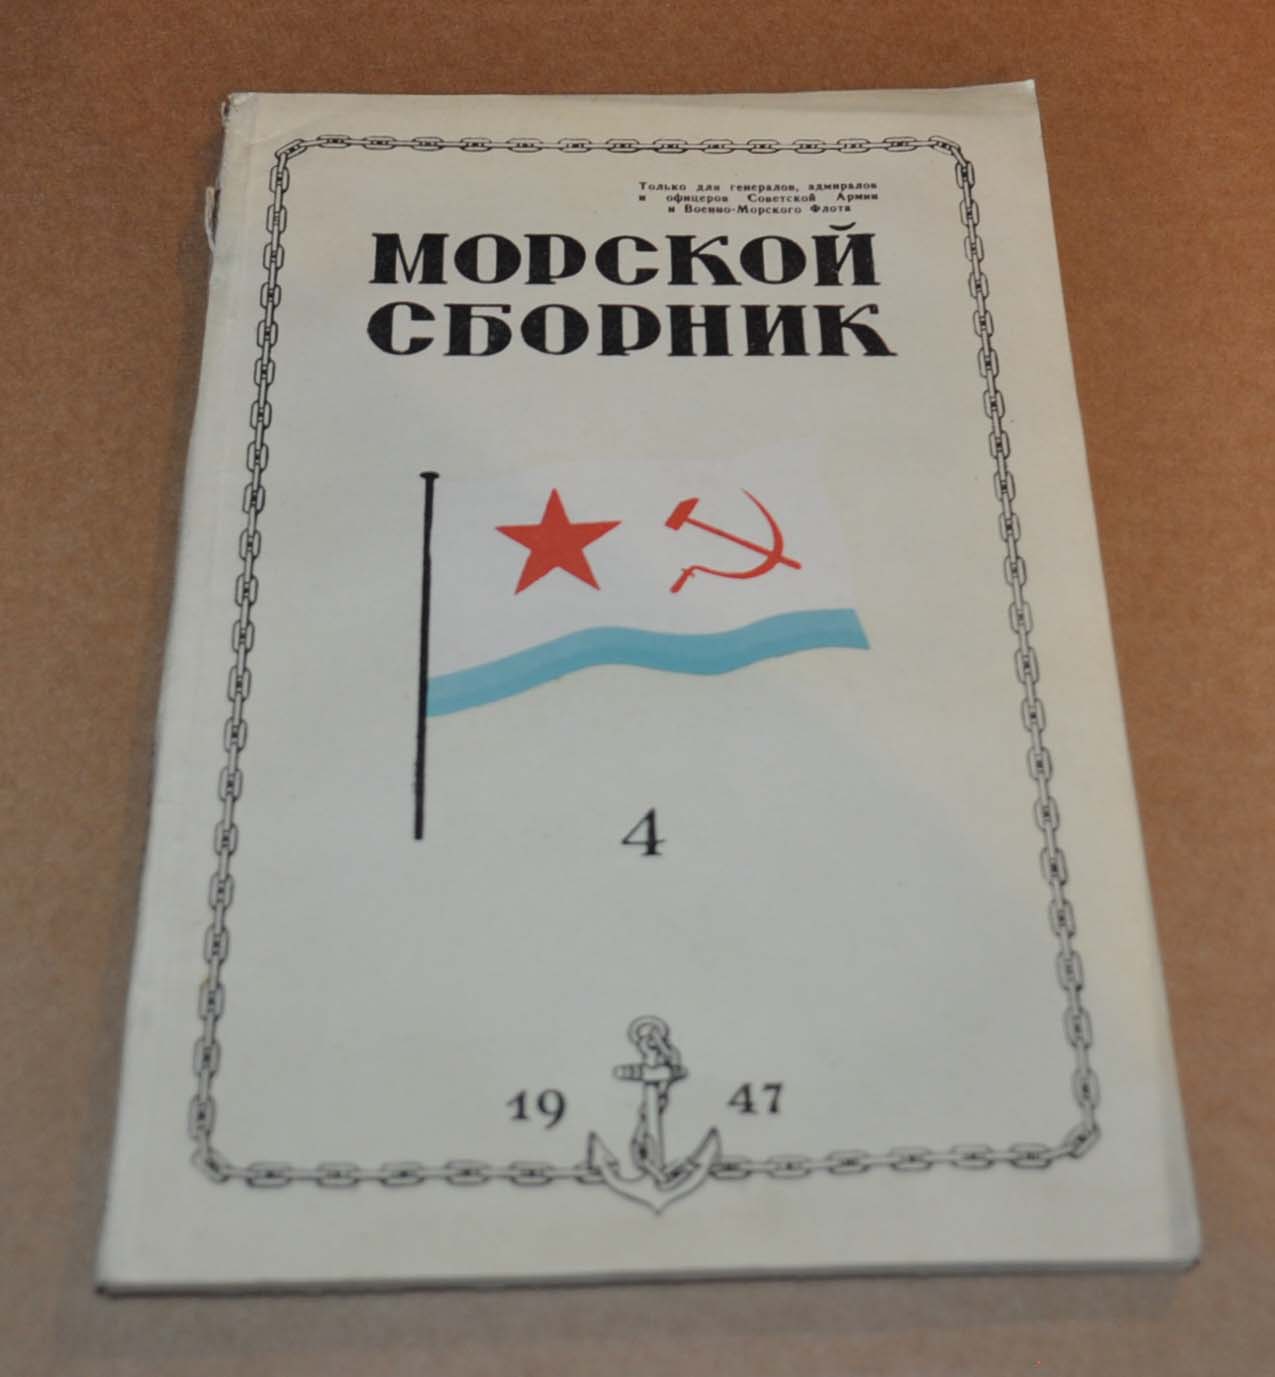 Только для генералов, адмиралов
и офицеров Советской Армии
и Военно-Морского Флота
МОРСКОЙ
СБОРНИК
4
19 47